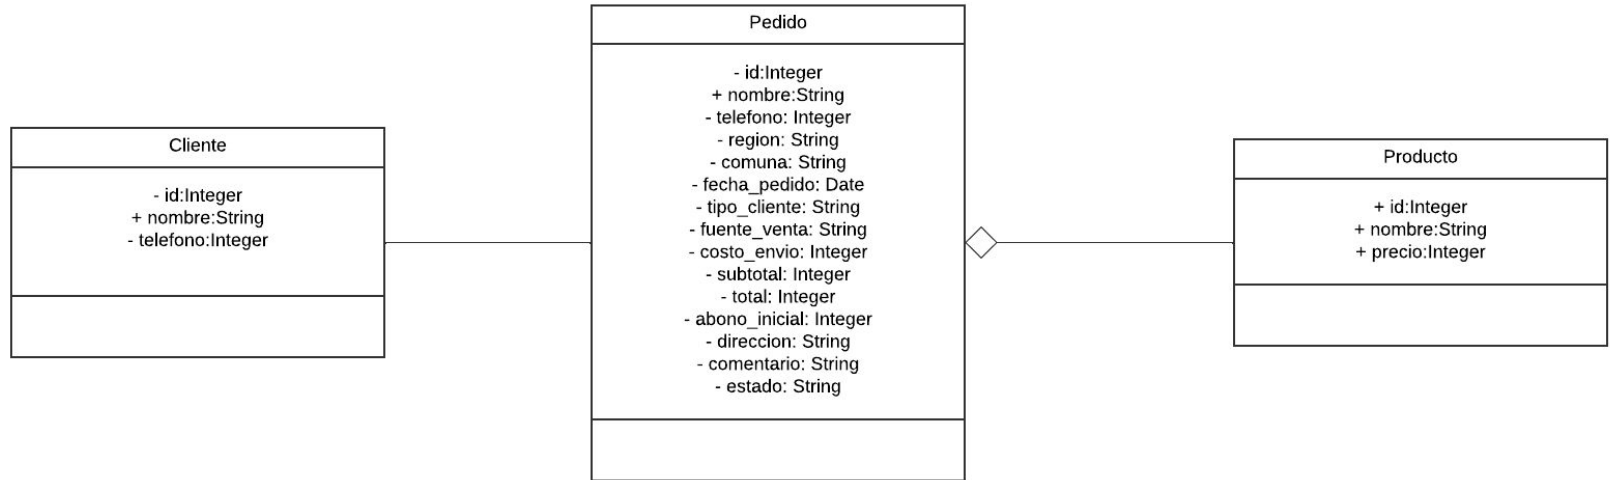 Cliente
- id:Integer
+ nombre:String
- telefono:Integer
Pedido
- id:Integer
+ nombre:String
- telefono: Integer
- region: String
- comuna: String
- fecha_pedido: Date
- tipo_cliente: String
- fuente_venta: String
- costo_envio: Integer
- subtotal: Integer
- total: Integer
- abono_inicial: Integer
- direccion: String
- comentario: String
- estado: String
Producto
+ id:Integer
+ nombre:String
+ precio:Integer